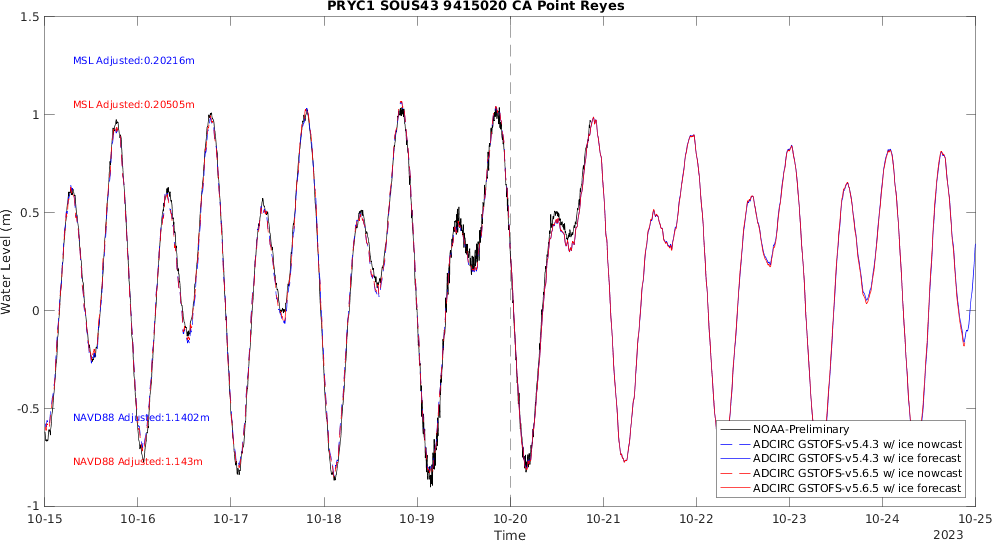 PRYC1 SOUS43 9415020 CA Point Reyes
1.5
MSL Adjusted:0.20216m
MSL Adjusted:0.20505m
1
0.5
Water Level (m)
0
-0.5
NAVD88 Adjusted:1.1402m
NAVD88 Adjusted:1.143m
-1
NOAA-Preliminary
ADCIRC GSTOFS-v5.4.3 w/ ice nowcast
ADCIRC GSTOFS-v5.4.3 w/ ice forecast
ADCIRC GSTOFS-v5.6.5 w/ ice nowcast
ADCIRC GSTOFS-v5.6.5 w/ ice forecast
10-15 10-16 10-17 10-18 10-19 10-20 10-21 10-22 10-23 10-24 10-25
Time
2023